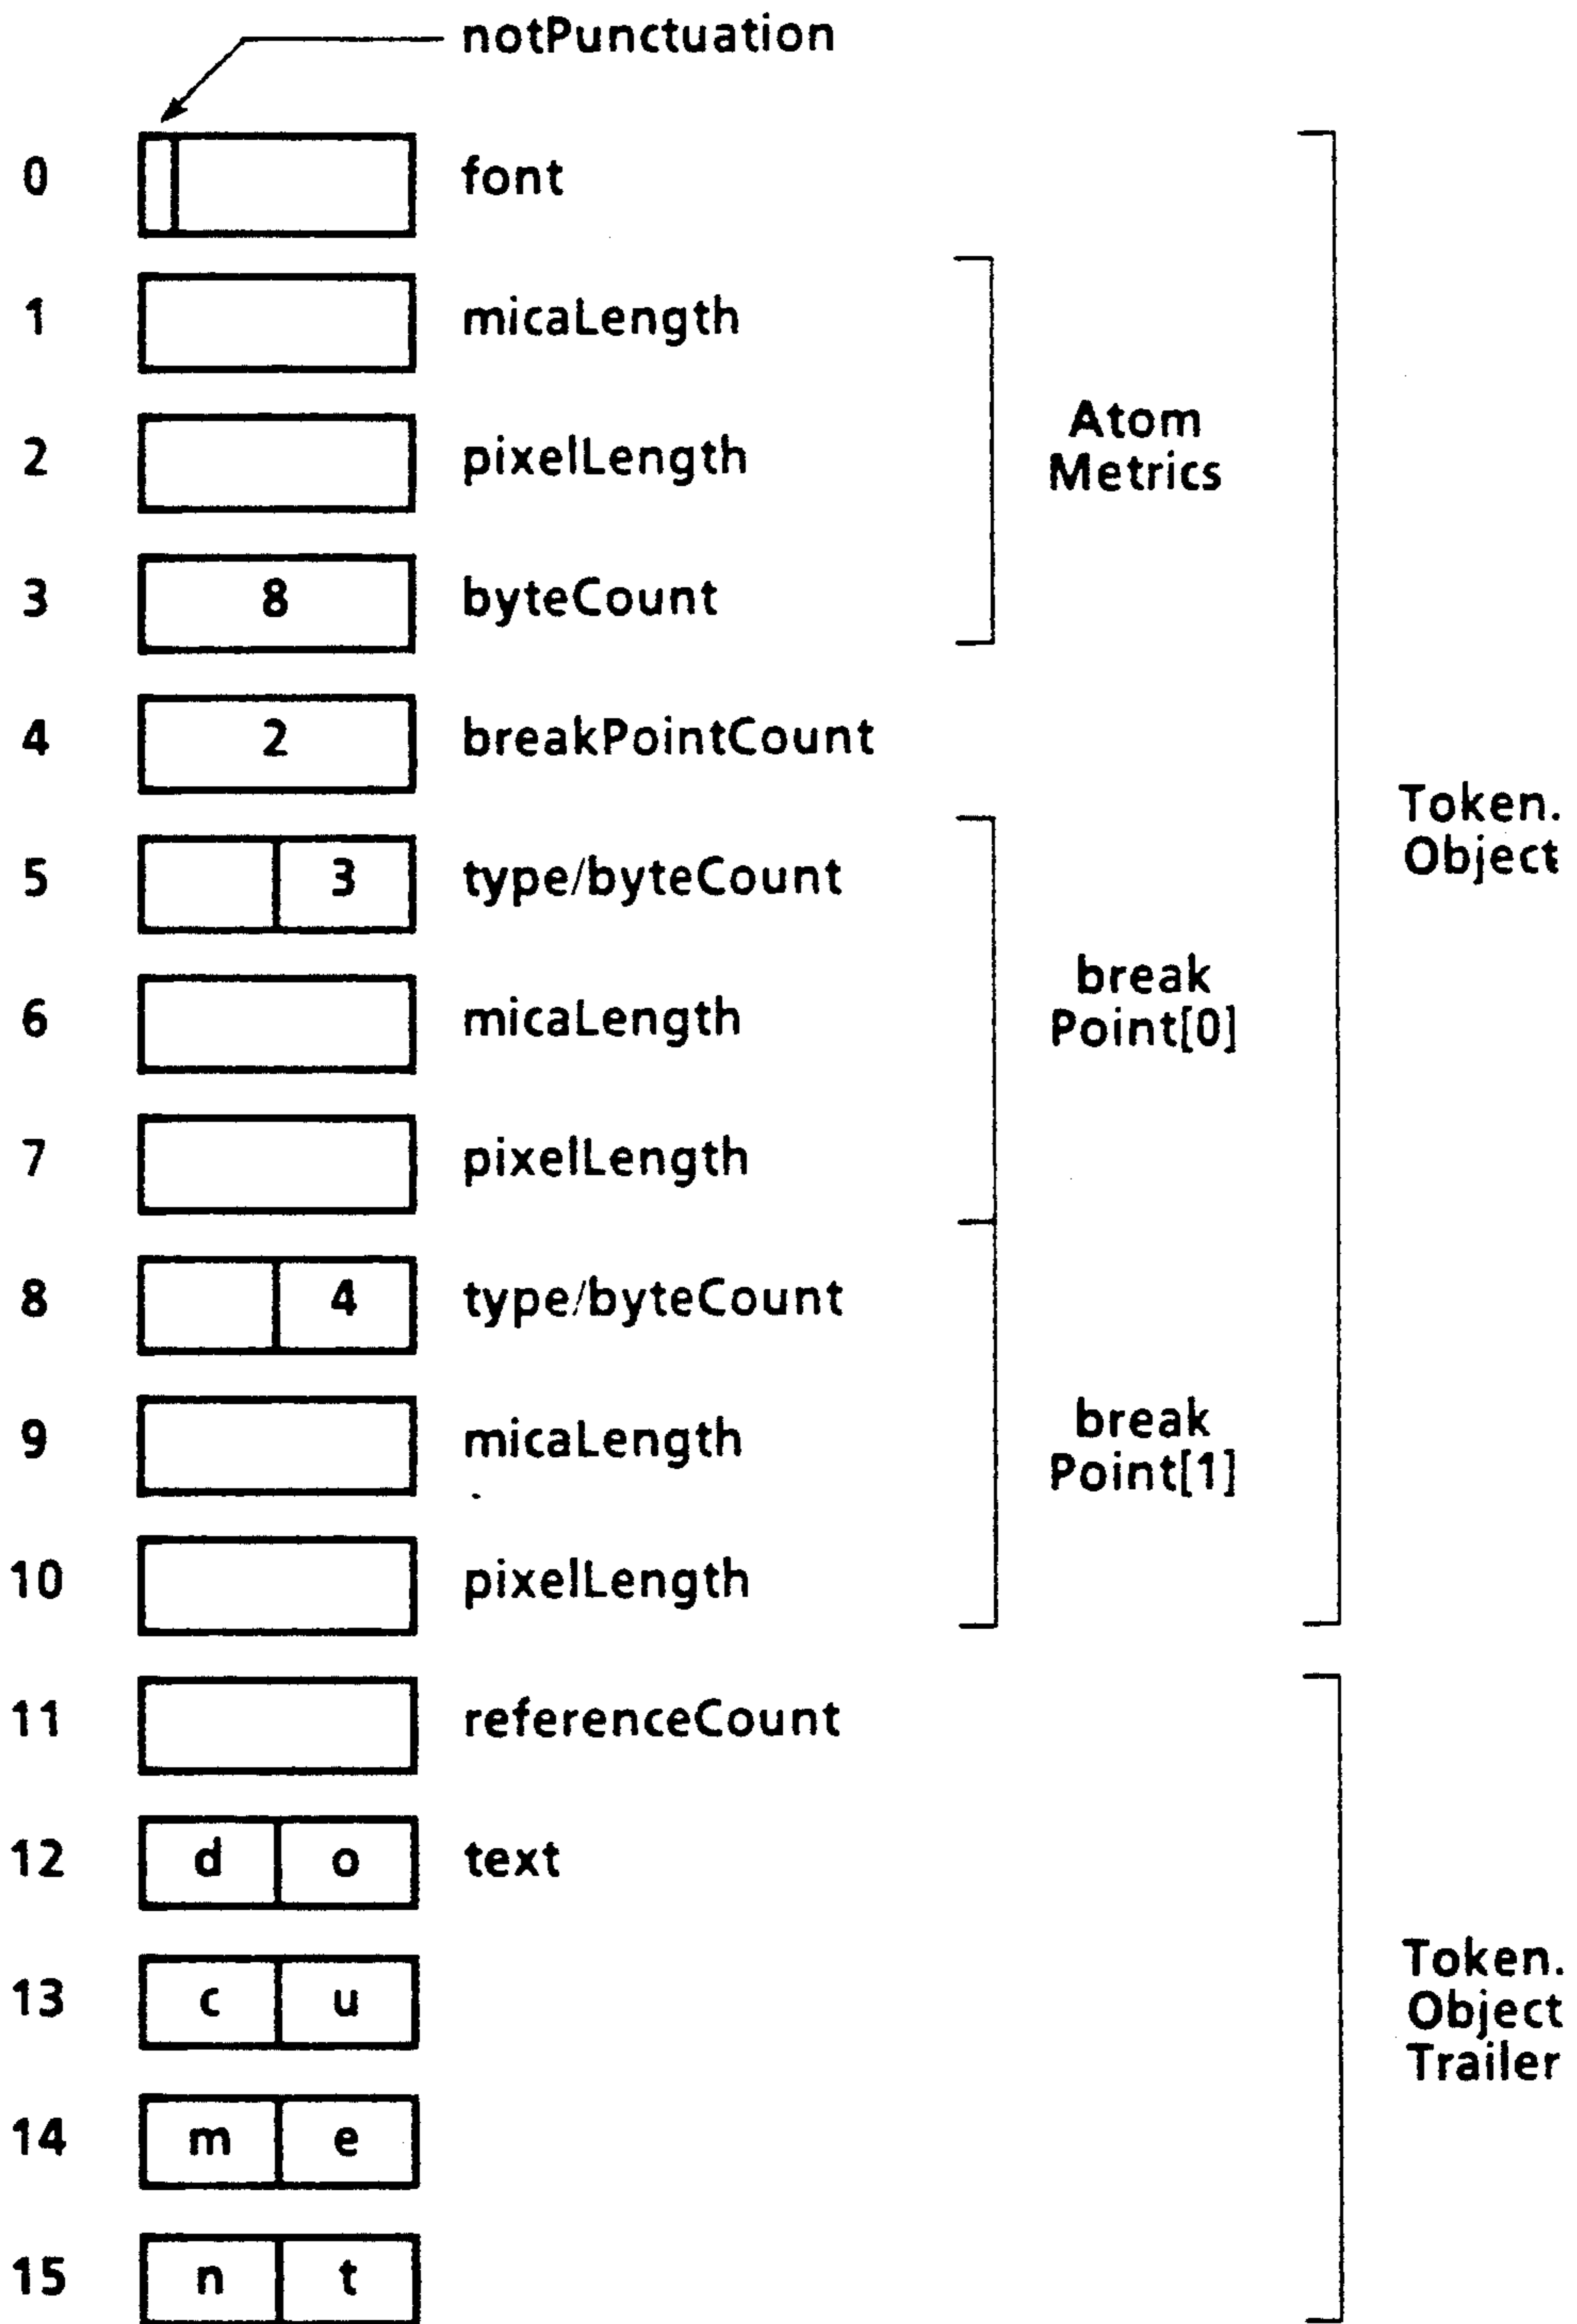 notPunctuation
0 font
1 micaLength
2 pixelLength
Atom
Metrics
3 8 byteCount
4 2 breakPointCount
Token.
Object
5 3 type/byteCount
6 micaLength
break
Point[0]
7 pixelLength
8 4 type/byteCount
9 micaLength
break
Point[1]
10 pixelLength
11 referenceCount
12 d o text
13 c u
Token.
Object
Trailer
14 m e
15 n t